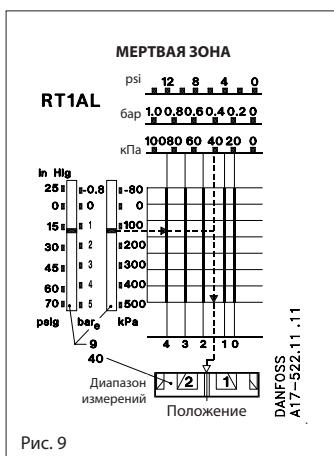 МЕРТВАЯ ЗОНА
psi 12 8 4 0
RT1AL
бар 1.0 0.8 0.6 0.4 0.2 0
кПа 100 80 60 40 20 0
in Hg
25 -0.8 -80
0 0 0
15 1 100
30 2 200
45 3 300
60 4 400
70 5 500
psig bare kPa
4 3 2 1 0
9
40
Диапазон измерений
2 1
Положение
DANFOSS
A17-522.11.11
Рис. 9